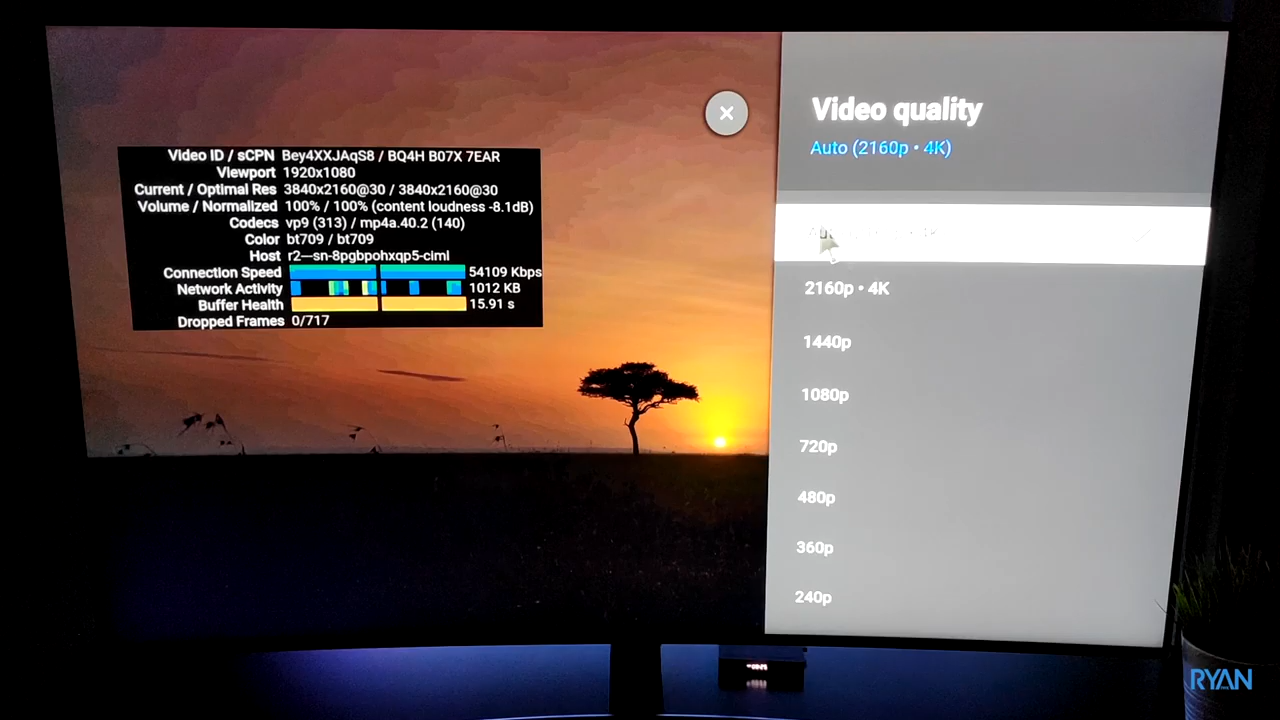 Video ID / sCPN Bey4XXJAqS8 / BQ4H B07X 7EAR
Viewport 1920x1080
Current / Optimal Res 3840x2160@30 / 3840x2160@30
Volume / Normalized 100% / 100% (content loudness -8.1dB)
Codecs vp9 (313) / mp4a.40.2 (140)
Color bt709 / bt709
Host r2—sn-8pgbpohxqp5-ciml
Connection Speed 54109 Kbps
Network Activity 1012 KB
Buffer Health 15.91 s
Dropped Frames 0/717
Video quality
Auto (2160p • 4K)
2160p • 4K
1440p
1080p
720p
480p
360p
240p
RYAN